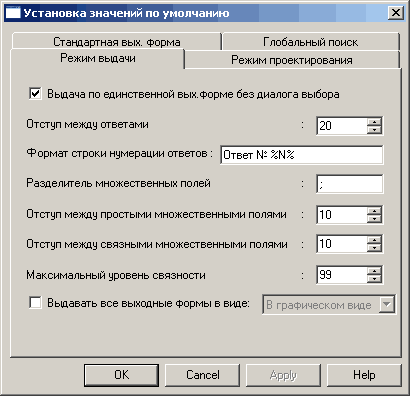 Установка значений по умолчанию
Стандартная вых. форма
Глобальный поиск
Режим выдачи
Режим проектирования
Выдача по единственной вых.форме без диалога выбора
Отступ между ответами : 20
Формат строки нумерации ответов : Ответ № %N%
Разделитель множественных полей : ;
Отступ между простыми множественными полями : 10
Отступ между связными множественными полями : 10
Максимальный уровень связности : 99
Выдавать все выходные формы в виде: В графическом виде
OK Cancel Apply Help